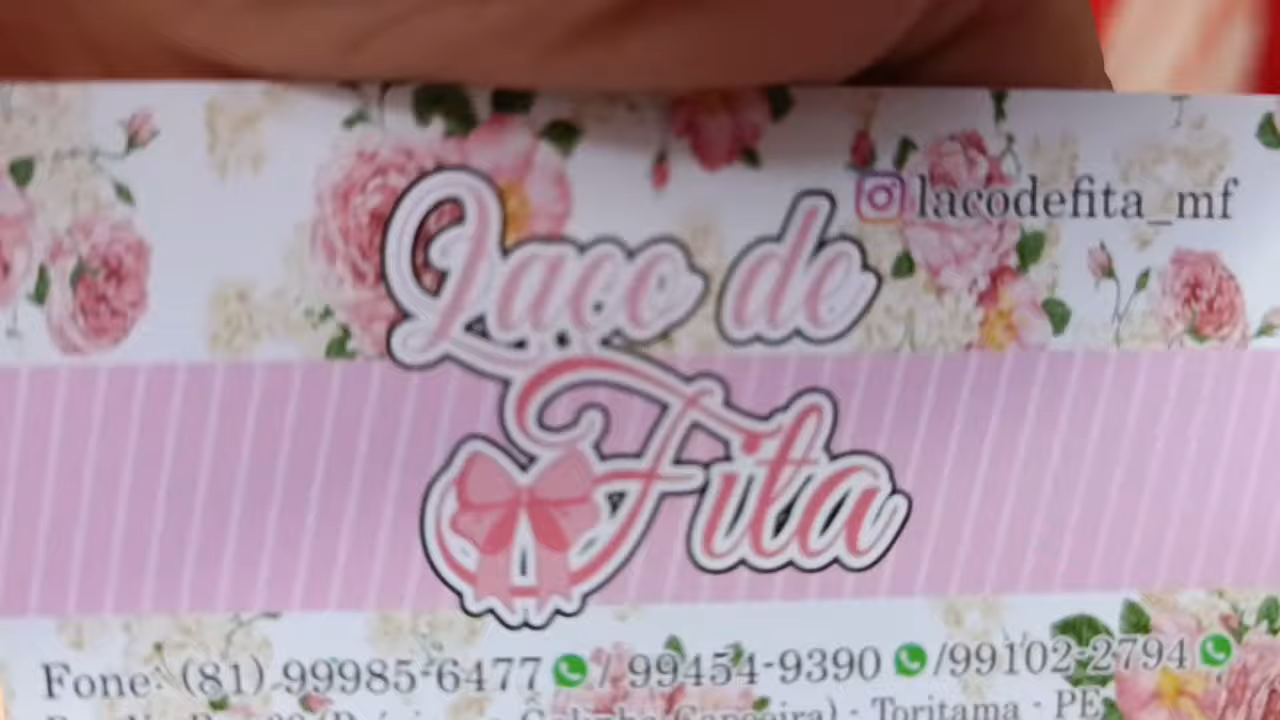 lacodefita_mf
Laço de
Fita
Fone: (81) 99985-6477 / 99454-9390 /99102-2794
Toritama - PE